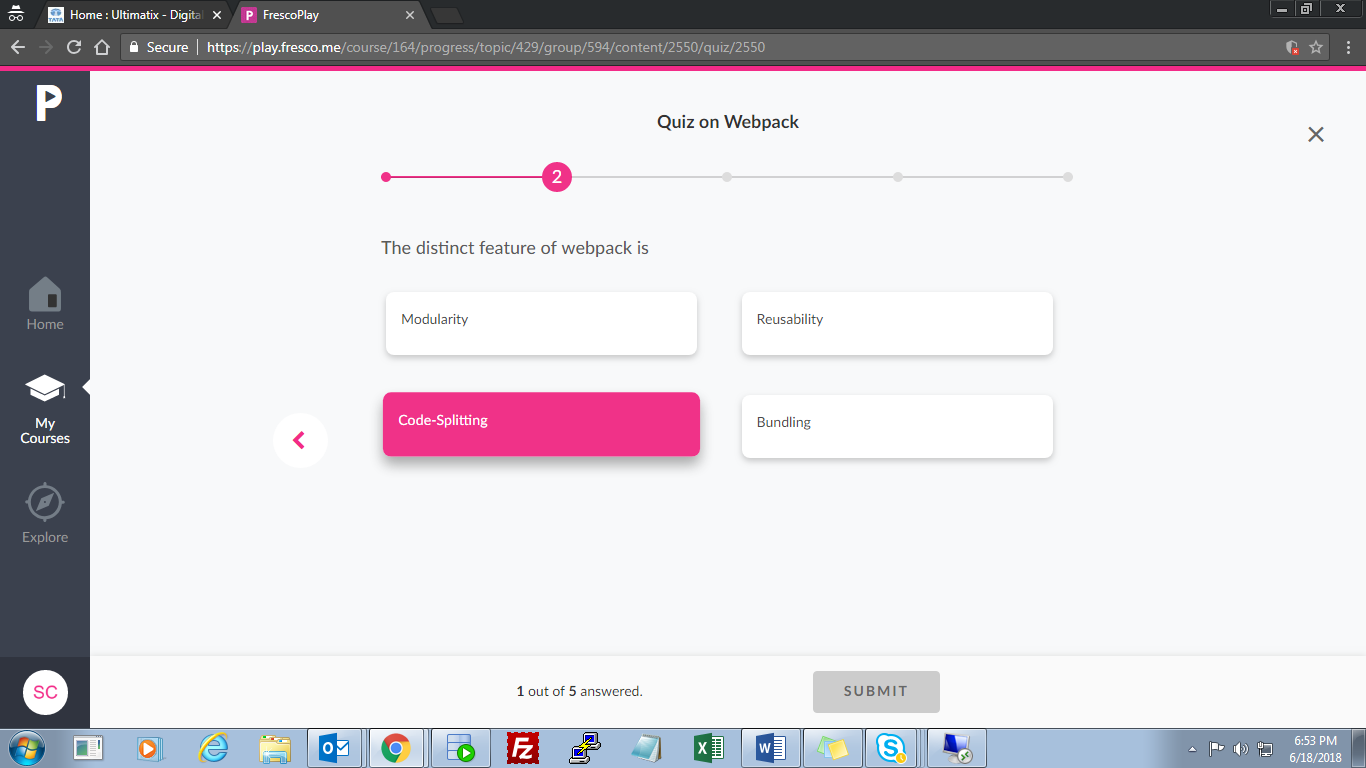 Home : Ultimatix - Digita
FrescoPlay
Secure
https://play.fresco.me/course/164/progress/topic/429/group/594/content/2550/quiz/2550
Quiz on Webpack
2
The distinct feature of webpack is
Modularity
Reusability
Code-Splitting
Bundling
Home
My
Courses
Explore
SC
1 out of 5 answered.
SUBMIT
6:53 PM
6/18/2018